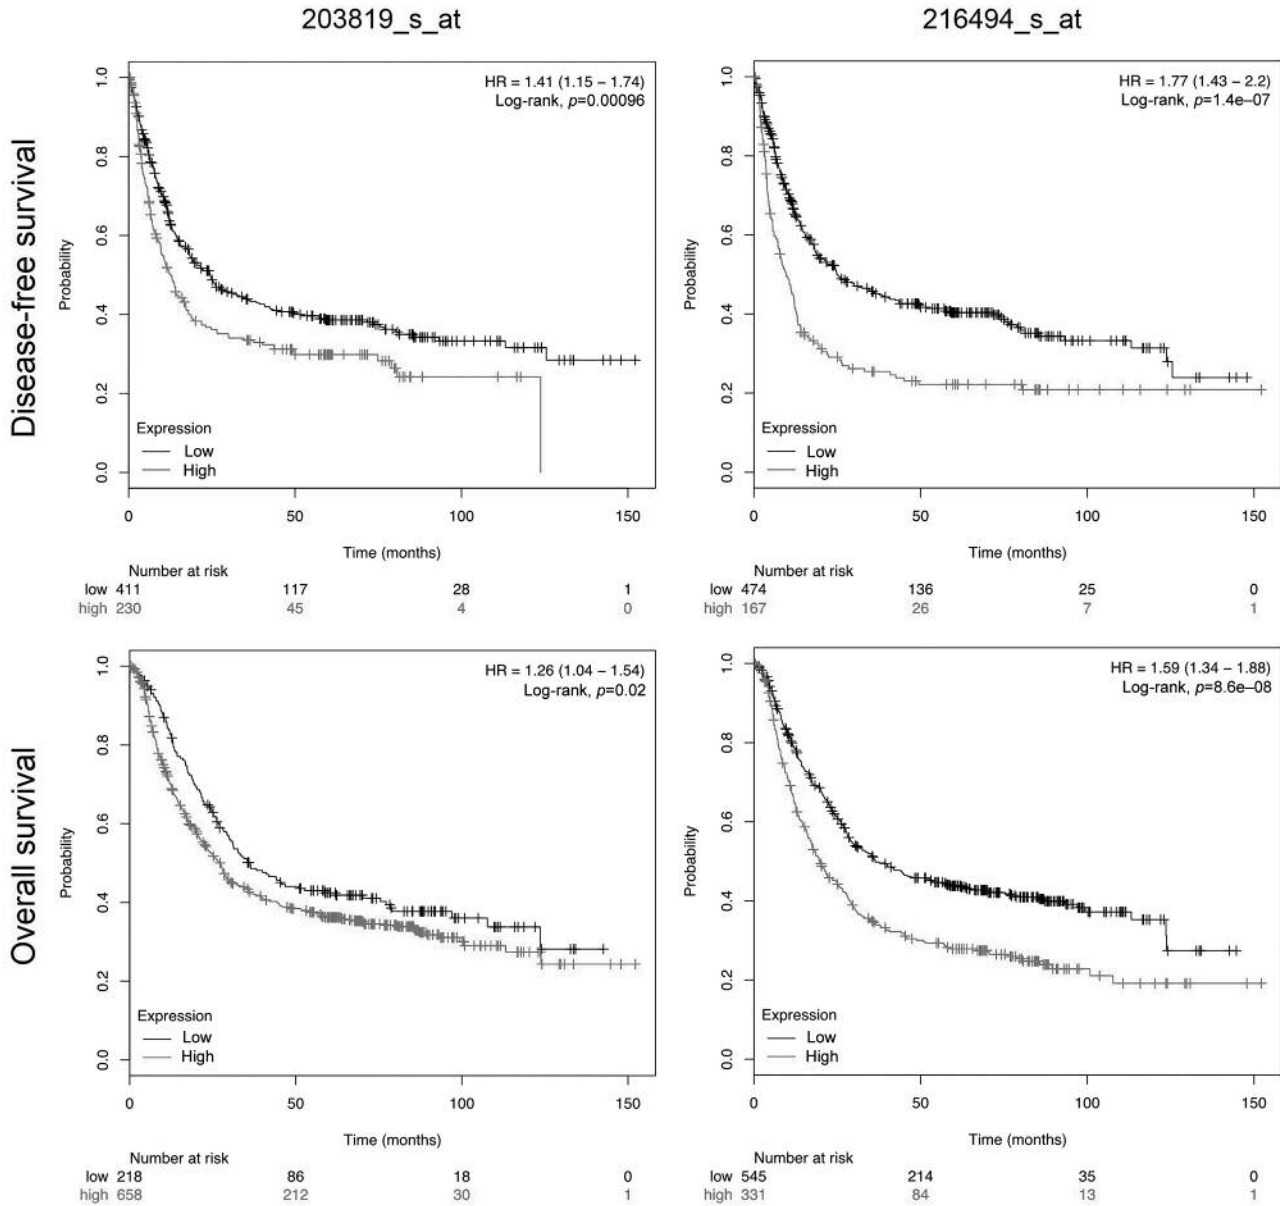 203819_s_at
216494_s_at
Disease-free survival
HR = 1.41 (1.15 – 1.74)
Log-rank, p=0.00096
Probability
1.0
0.8
0.6
0.4
0.2
0.0
Expression
Low
High
0 50 100 150
Time (months)
Number at risk
low 411 117 28 1
high 230 45 4 0
HR = 1.77 (1.43 – 2.2)
Log-rank, p=1.4e–07
Probability
1.0
0.8
0.6
0.4
0.2
0.0
Expression
Low
High
0 50 100 150
Time (months)
Number at risk
low 474 136 25 0
high 167 26 7 1
Overall survival
HR = 1.26 (1.04 – 1.54)
Log-rank, p=0.02
Probability
1.0
0.8
0.6
0.4
0.2
0.0
Expression
Low
High
0 50 100 150
Time (months)
Number at risk
low 218 86 18 0
high 658 212 30 1
HR = 1.59 (1.34 – 1.88)
Log-rank, p=8.6e–08
Probability
1.0
0.8
0.6
0.4
0.2
0.0
Expression
Low
High
0 50 100 150
Time (months)
Number at risk
low 545 214 35 0
high 331 84 13 1